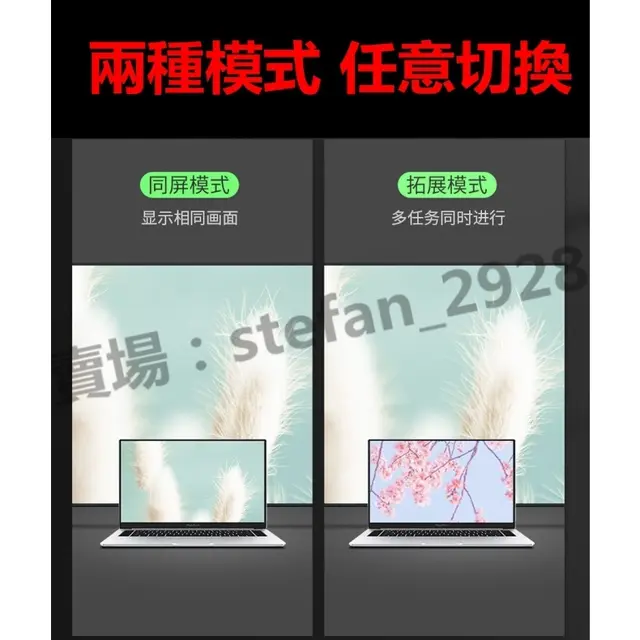 兩種模式 任意切換
同屏模式
显示相同画面
拓展模式
多任务同时进行
賣場：stefan_2928